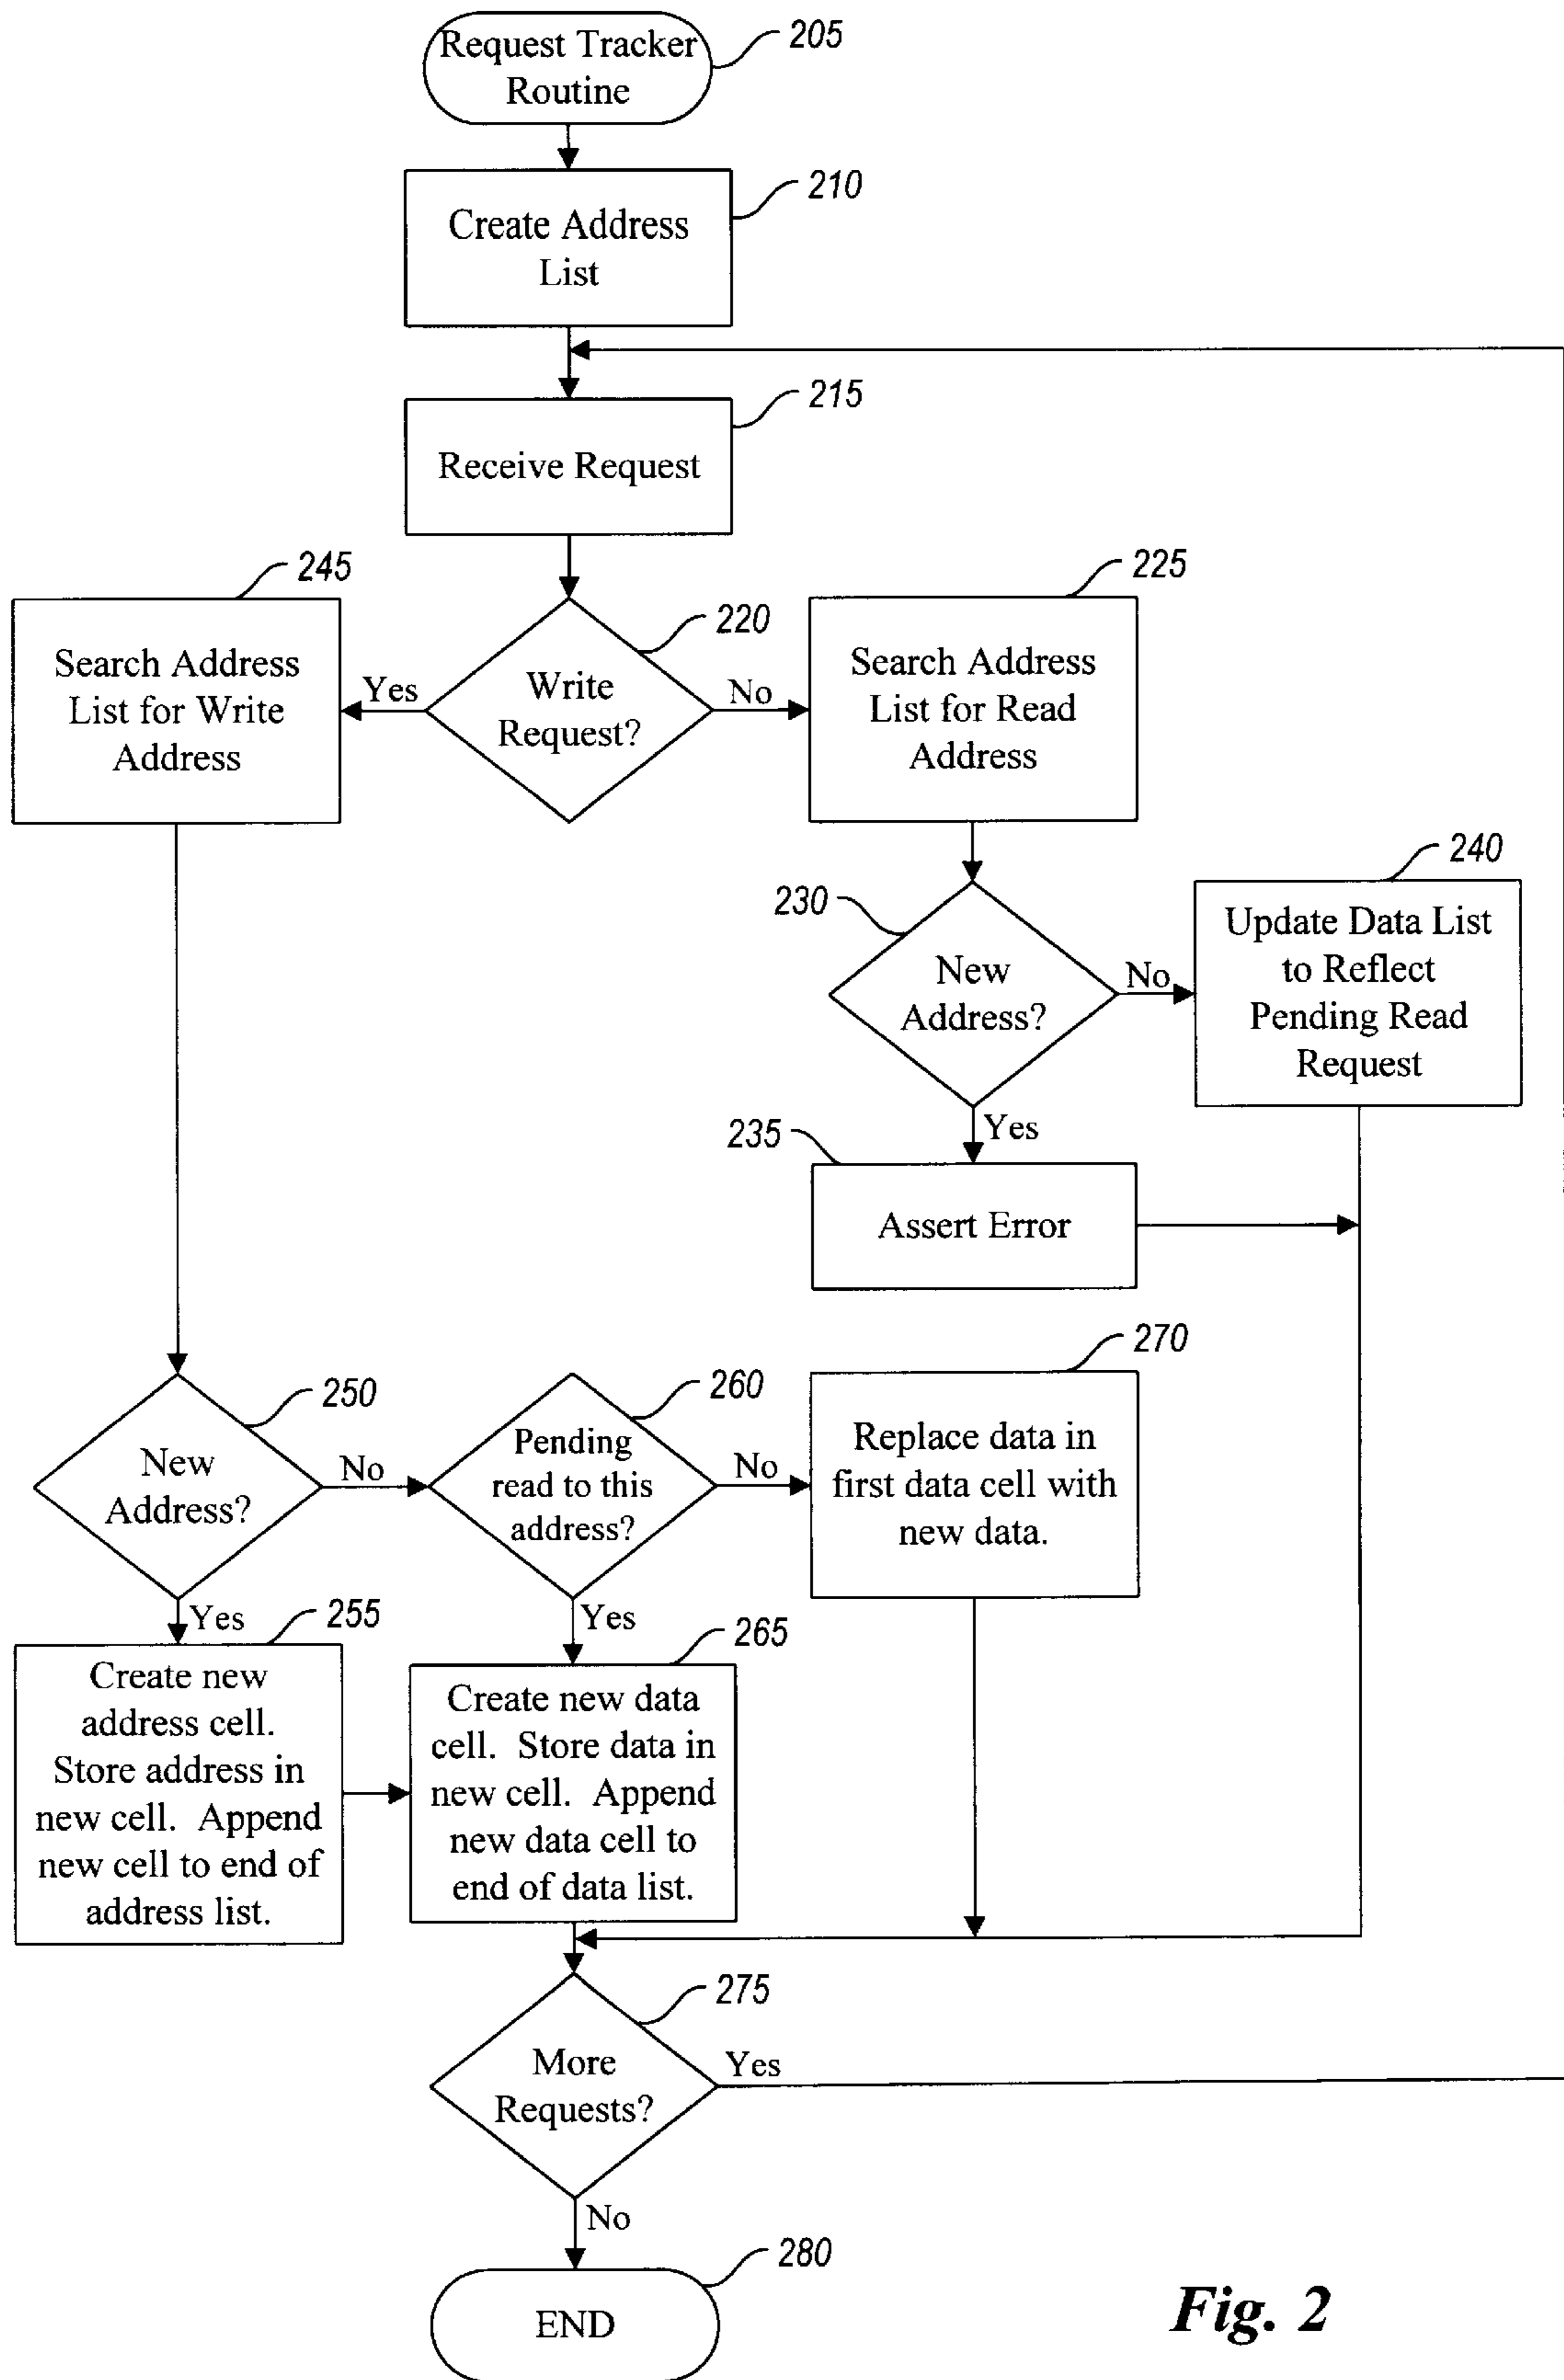 Request Tracker
Routine
205
Create Address
List
210
Receive Request
215
Write
Request?
220
Yes
No
Search Address
List for Write
Address
245
Search Address
List for Read
Address
225
New
Address?
230
No
Yes
Update Data List
to Reflect
Pending Read
Request
240
Assert Error
235
New
Address?
250
No
Yes
Pending
read to this
address?
260
No
Yes
Replace data in
first data cell with
new data.
270
Create new
address cell.
Store address in
new cell.  Append
new cell to end of
address list.
255
Create new data
cell.  Store data in
new cell.  Append
new data cell to
end of data list.
265
More
Requests?
275
Yes
No
END
280
Fig. 2